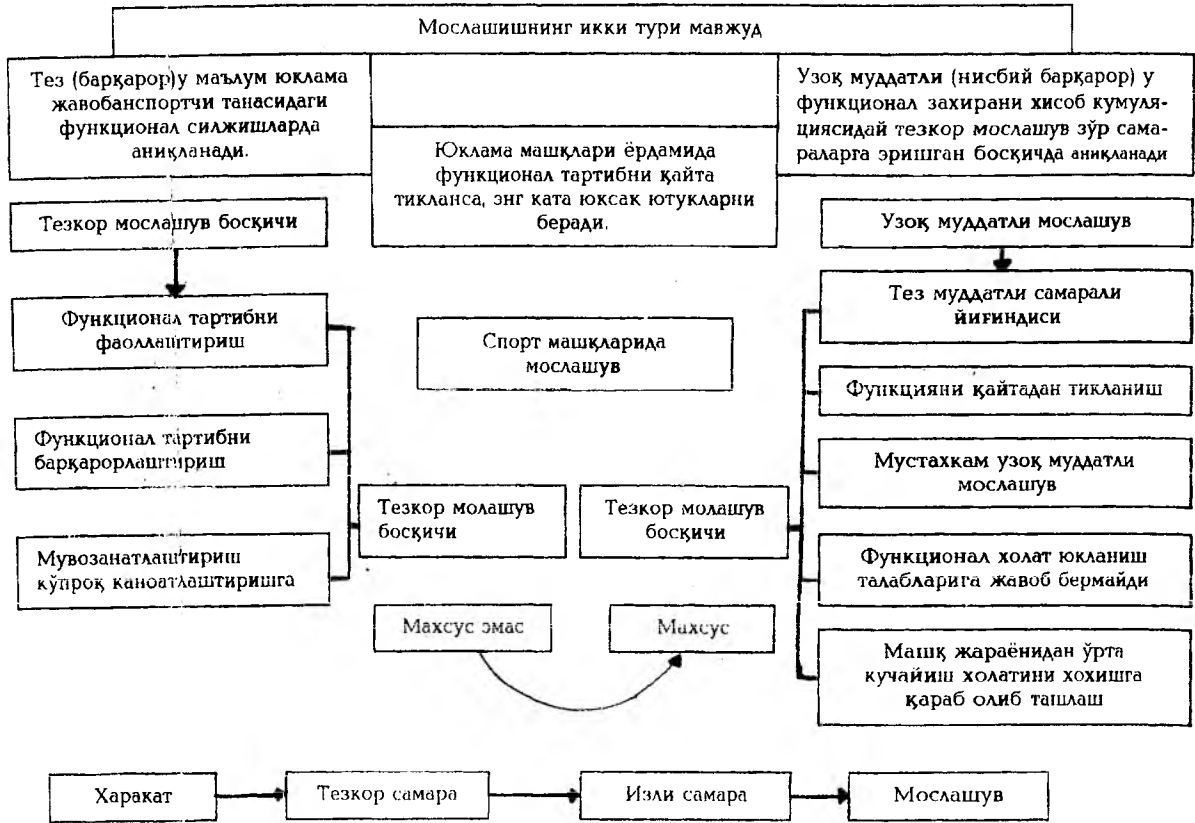 Мослашишнинг икки тури мавжуд
Тез (барқарор)у маълум юклама
жавобанспортчи танасидаги
функционал силжишларда
аниқланади.
Юклама машқлари ёрдамида
функционал тартибни қайта
тикланса, энг ката юксак ютукларни
беради.
Узоқ муддатли (нисбий барқарор) у
функционал захирани хисоб кумуля-
циясидай тезкор мослашув зўр сама-
раларга эришган босқичда аниқланади
Тезкор мослашув босқичи
Узоқ муддатли мослашув
Функционал тартибни
фаоллаштириш
Функционал тартибни
барқарорлаштириш
Мувозанатлаштириш
кўпроқ каноатлаштиришга
Спорт машқларида
мослашув
Тезкор молашув
босқичи
Тезкор молашув
босқичи
Махсус эмас
Махсус
Тез муддатли самарали
йиғиндиси
Функцияни қайтадан тикланиш
Мустахкам узоқ муддатли
мослашув
Функционал холат юкланиш
талабларига жавоб бермайди
Машқ жараёнидан ўрта
кучайиш холатини хохишга
қараб олиб ташлаш
Харакат
Тезкор самара
Изли самара
Мослашув